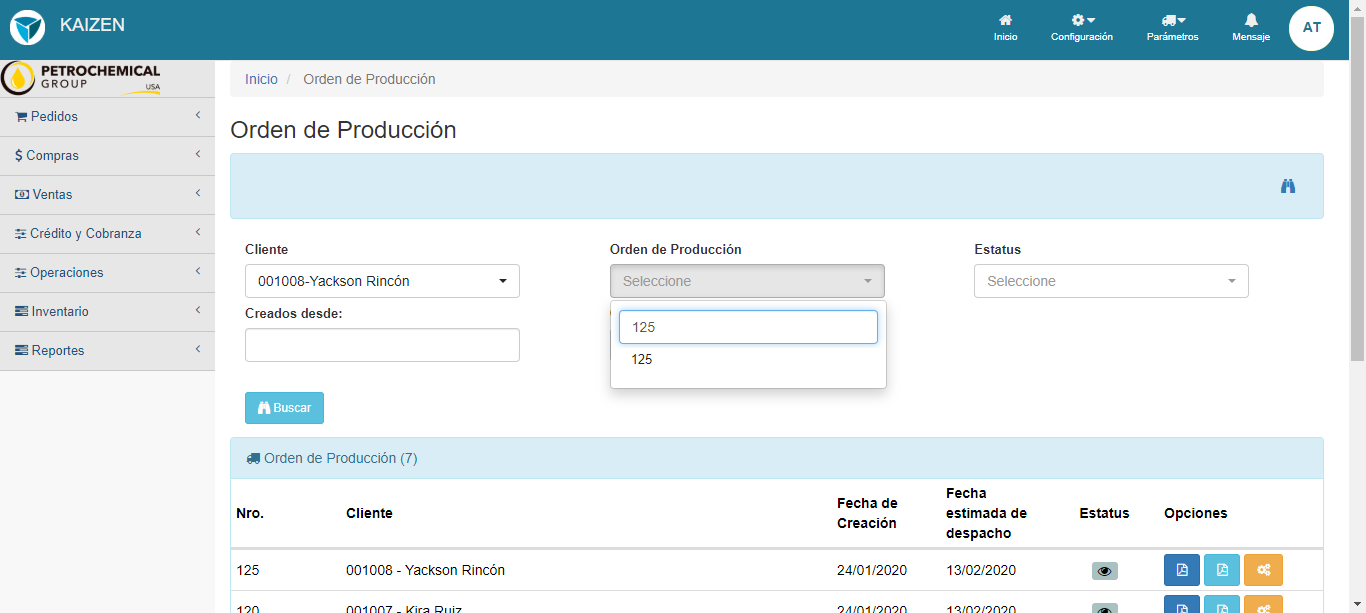 KAIZEN
Inicio
Configuración
Parámetros
Mensaje
AT
PETROCHEMICAL
GROUP
USA
Pedidos
$ Compras
Ventas
Crédito y Cobranza
Operaciones
Inventario
Reportes
Inicio / Orden de Producción
Orden de Producción
Cliente
Orden de Producción
Estatus
001008-Yackson Rincón
Seleccione
Seleccione
Creados desde:
125
125
Buscar
Orden de Producción (7)
Nro.
Cliente
Fecha de
Creación
Fecha
estimada de
despacho
Estatus
Opciones
125
001008 - Yackson Rincón
24/01/2020
13/02/2020
120
001007 - Kira Ruiz
24/01/2020
13/02/2020